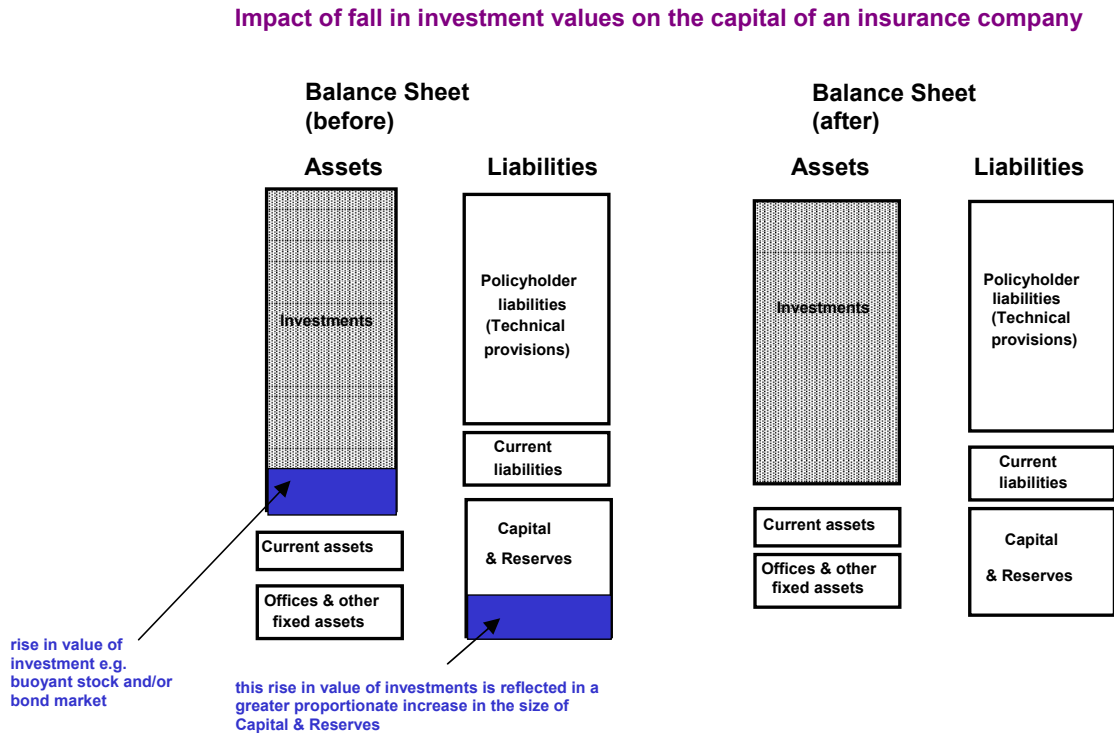 Impact of fall in investment values on the capital of an insurance company
Balance Sheet
(before)
Assets
Liabilities
Investments
Policyholder
liabilities
(Technical
provisions)
Current
liabilities
Capital
& Reserves
Current assets
Offices & other
fixed assets
rise in value of
investment e.g.
buoyant stock and/or
bond market
this rise in value of investments is reflected in a
greater proportionate increase in the size of
Capital & Reserves
Balance Sheet
(after)
Assets
Liabilities
Investments
Policyholder
liabilities
(Technical
provisions)
Current
liabilities
Current assets
Offices & other
fixed assets
Capital
& Reserves